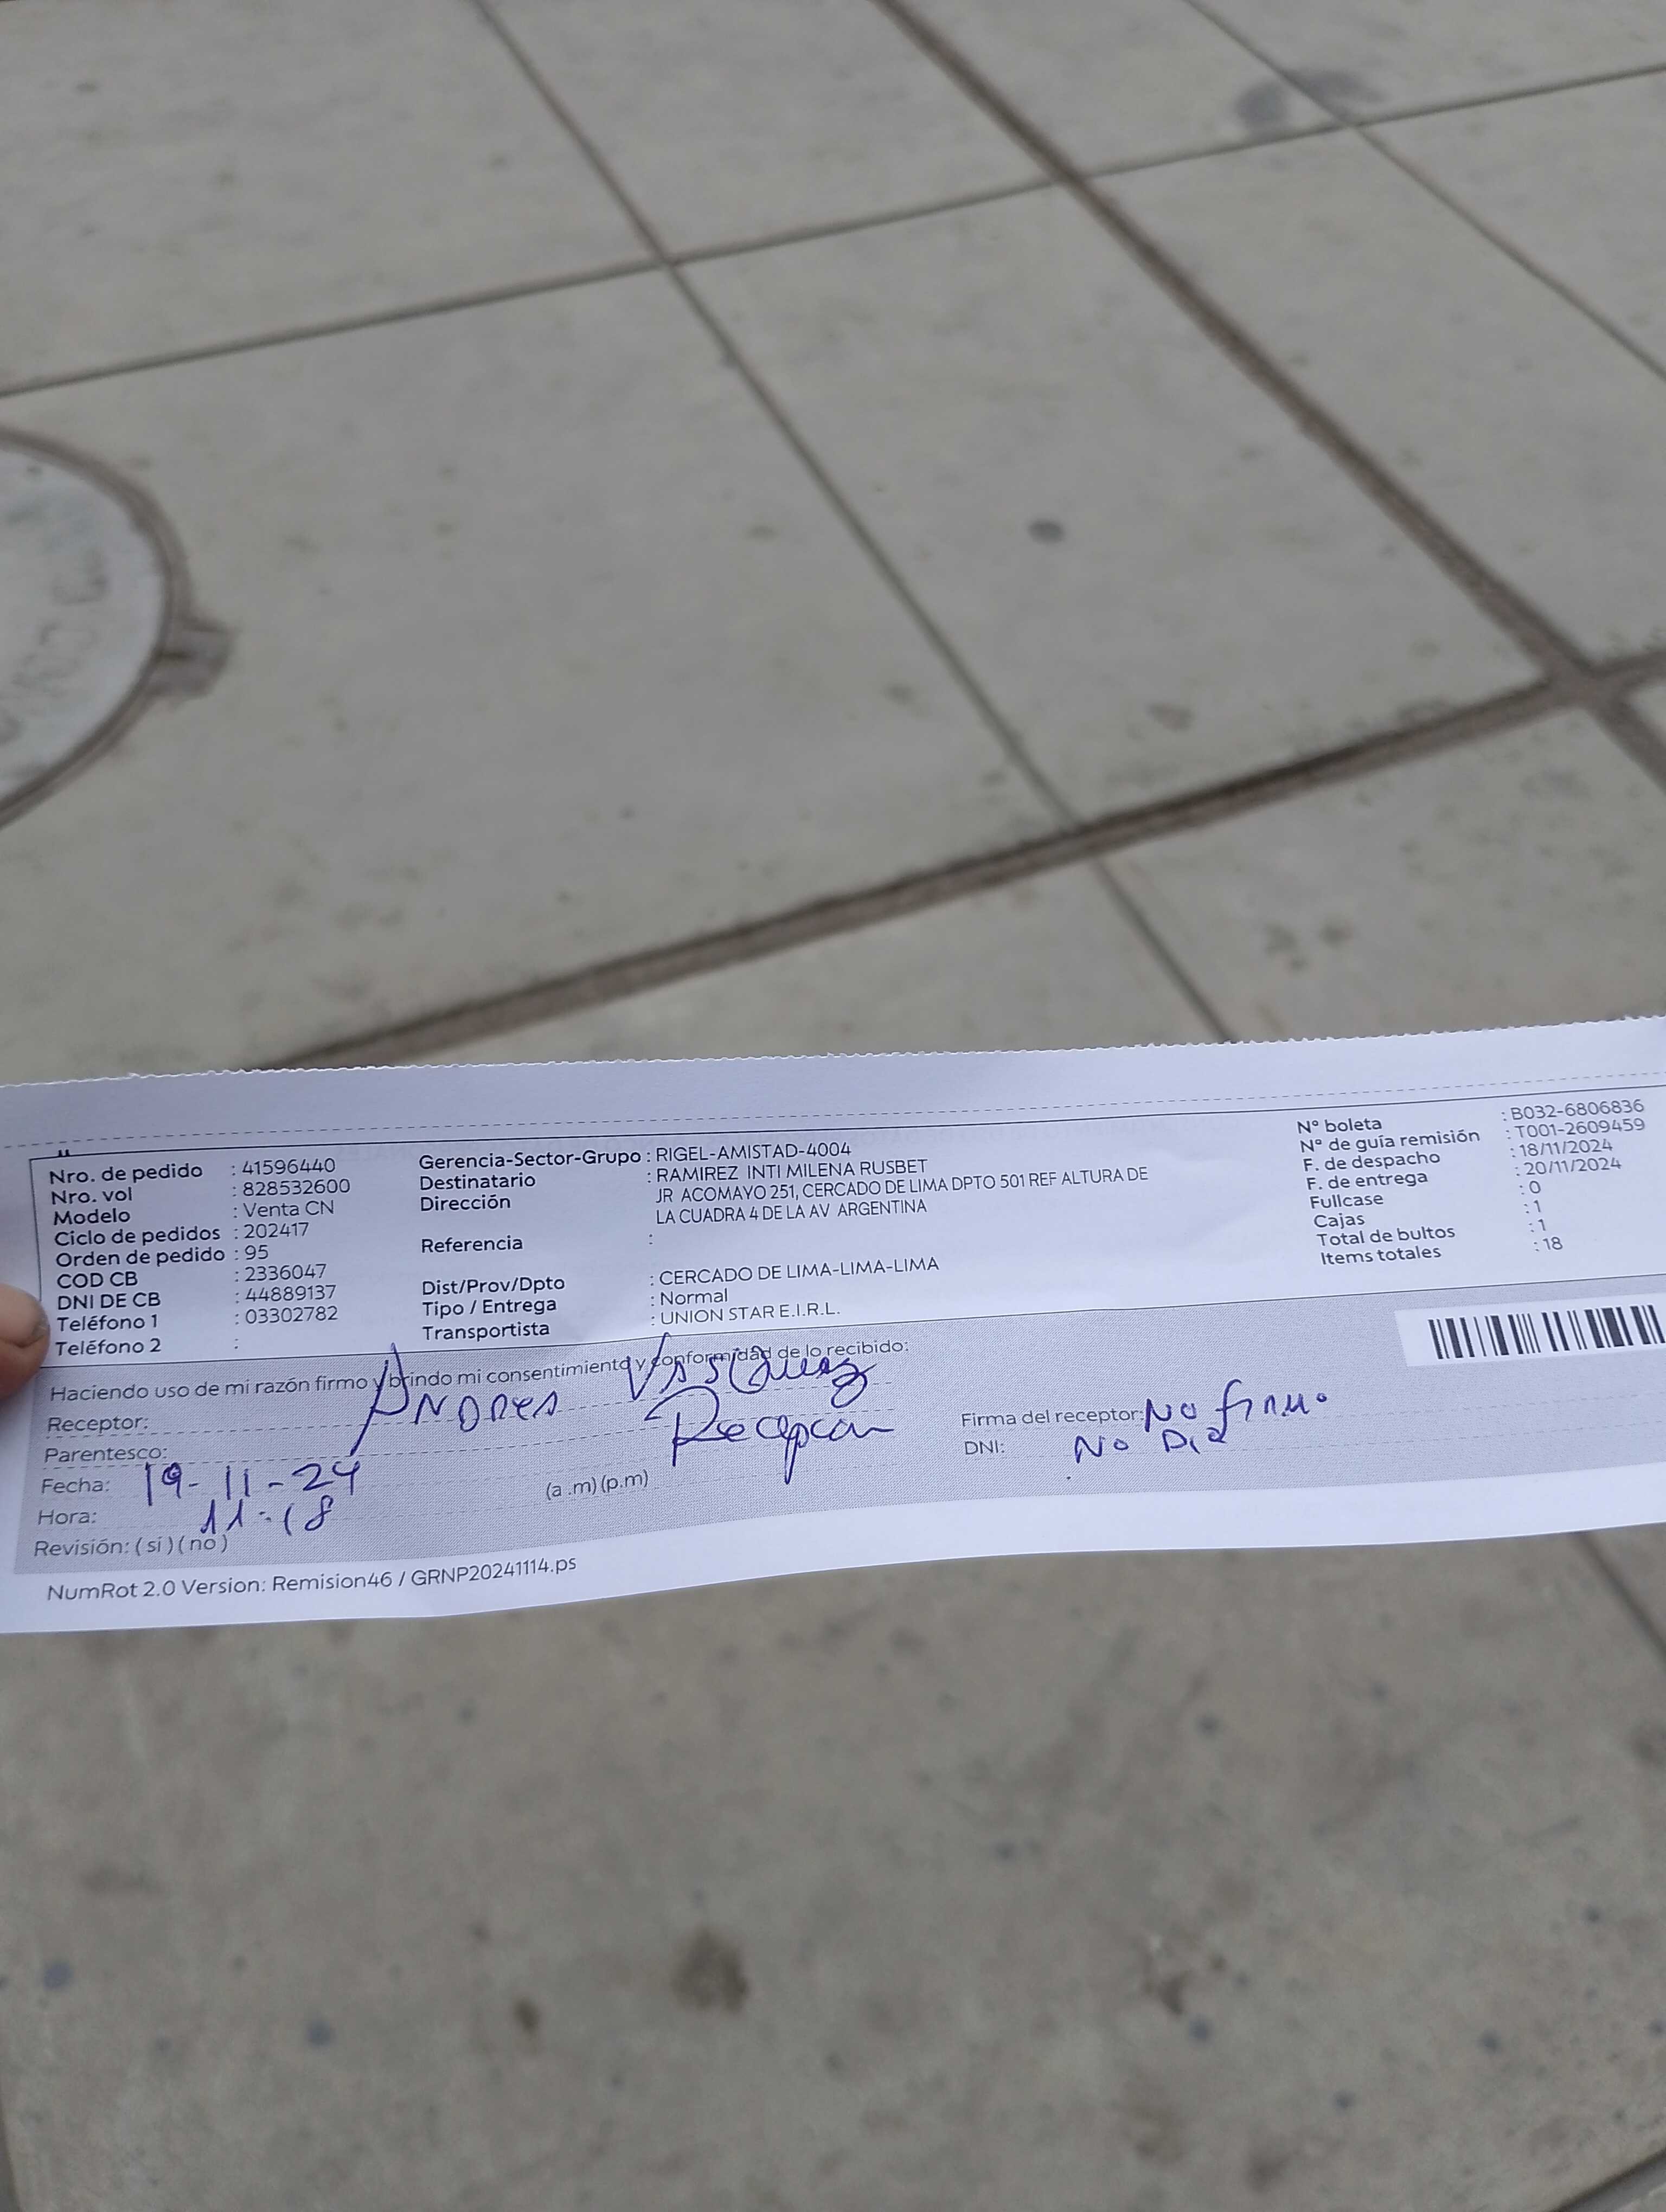 Nro. de pedido : 41596440
Nro. vol : 828532600
Modelo : Venta CN
Ciclo de pedidos : 202417
Orden de pedido : 95
COD CB : 2336047
DNI DE CB : 44889137
Teléfono 1 : 03302782
Teléfono 2 :
Gerencia-Sector-Grupo : RIGEL-AMISTAD-4004
Destinatario : RAMIREZ INTI MILENA RUSBET
Dirección : JR ACOMAYO 251, CERCADO DE LIMA DPTO 501 REF ALTURA DE
LA CUADRA 4 DE LA AV ARGENTINA
Referencia :
Dist/Prov/Dpto : CERCADO DE LIMA-LIMA-LIMA
Tipo / Entrega : Normal
Transportista : UNION STAR E.I.R.L.
N° boleta : B032-6806836
N° de guía remisión : T001-2609459
F. de despacho : 18/11/2024
F. de entrega : 20/11/2024
Fullcase : 0
Cajas : 1
Total de bultos : 1
Items totales : 18
Haciendo uso de mi razón firmo y brindo mi consentimiento y conformidad de lo recibido:
Receptor: ANDRES VASQUEZ
Parentesco: Recepcon
Fecha: 19-11-24
Hora: 11:18 (a .m) (p.m)
Revisión: ( si ) ( no )
Firma del receptor: No firmo
DNI: No Dio
NumRot 2.0 Version: Remision46 / GRNP20241114.ps